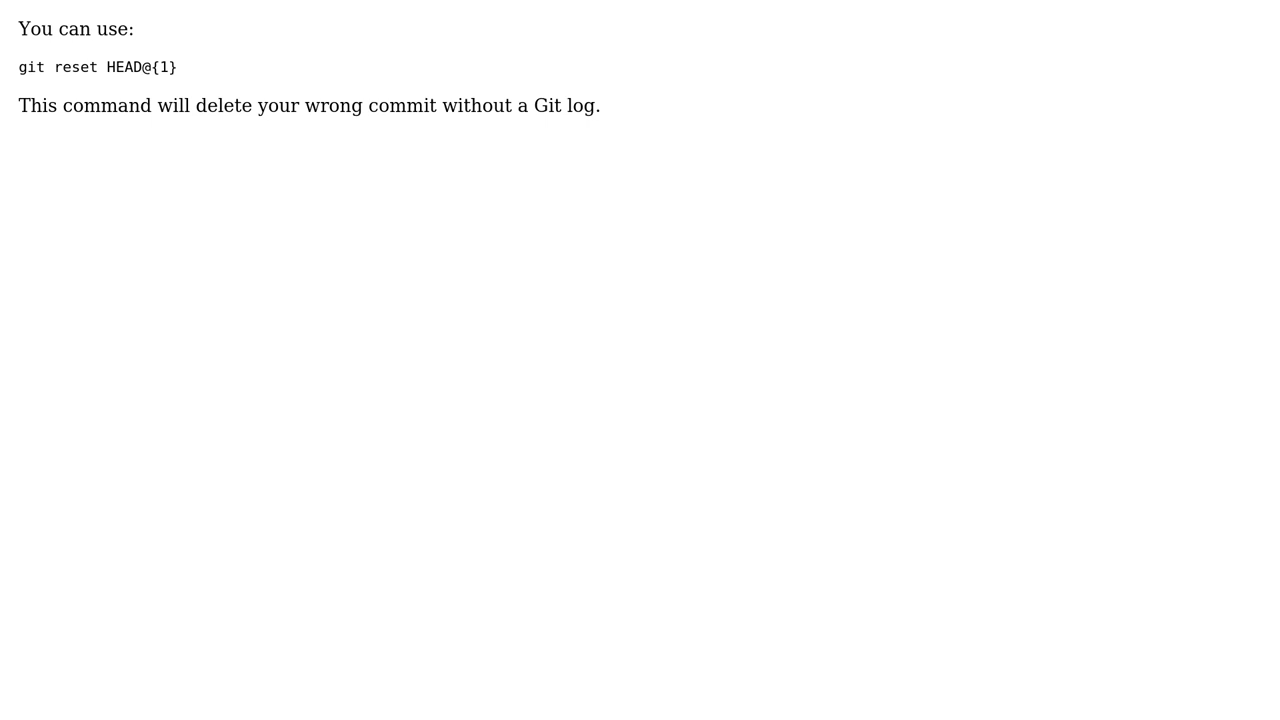 You can use:
git reset HEAD@{1}
This command will delete your wrong commit without a Git log.